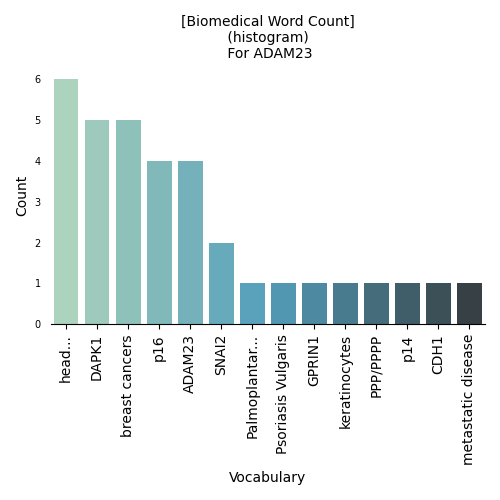 [Biomedical Word Count]
(histogram)
For ADAM23
Count
6
5
4
3
2
1
0
head...
DAPK1
breast cancers
p16
ADAM23
SNAI2
Palmoplantar...
Psoriasis Vulgaris
GPRIN1
keratinocytes
PPP/PPPP
p14
CDH1
metastatic disease
Vocabulary